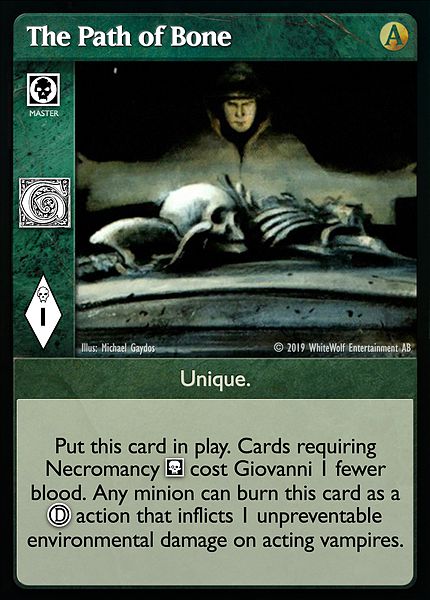 The Path of Bone
A
MASTER
G
1
Illus: Michael Gaydos
© 2019 WhiteWolf Entertainment AB
Unique.
Put this card in play. Cards requiring
Necromancy cost Giovanni 1 fewer
blood. Any minion can burn this card as a
D action that inflicts 1 unpreventable
environmental damage on acting vampires.